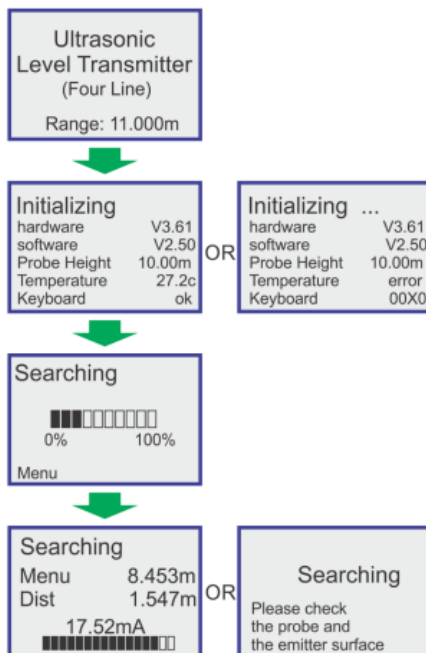 Ultrasonic
Level Transmitter
(Four Line)
Range: 11.000m
Initializing
hardware V3.61
software V2.50
Probe Height 10.00m
Temperature 27.2c
Keyboard ok
OR
Initializing ...
hardware V3.61
software V2.50
Probe Height 10.00m
Temperature error
Keyboard 00X0
Searching
0% 100%
Menu
Searching
Menu 8.453m
Dist 1.547m
17.52mA
OR
Searching
Please check
the probe and
the emitter surface